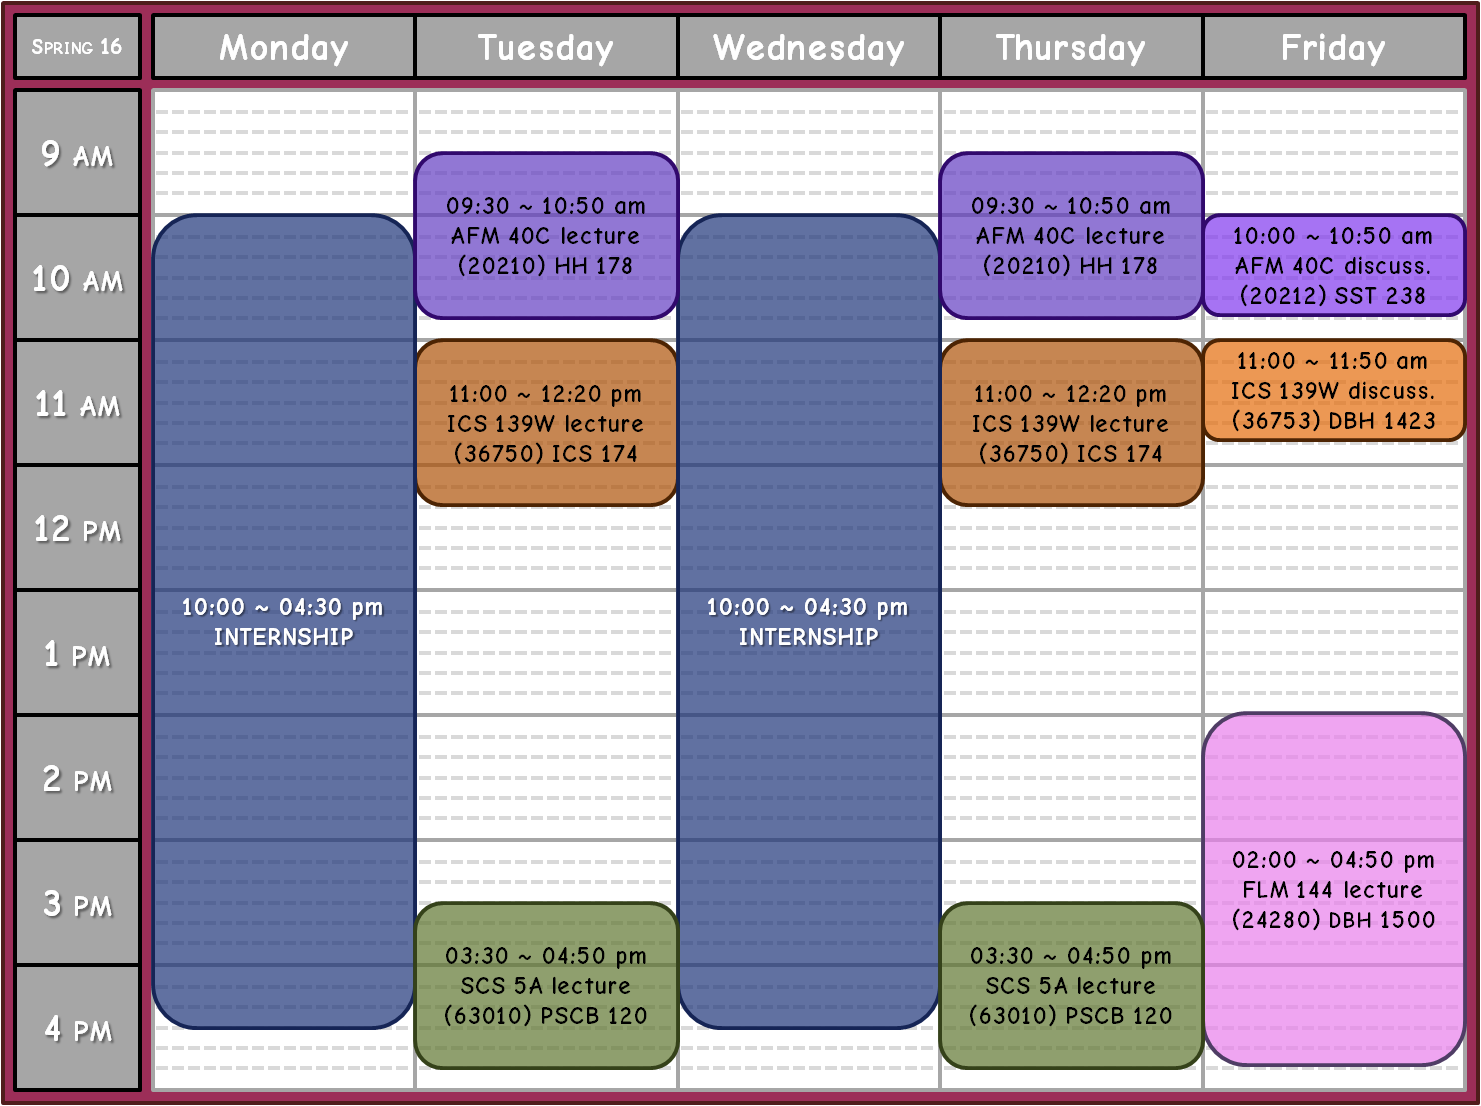 Spring 16
Monday
Tuesday
Wednesday
Thursday
Friday
9 AM
10 AM
11 AM
12 PM
1 PM
2 PM
3 PM
4 PM
10:00 ~ 04:30 pm
INTERNSHIP
09:30 ~ 10:50 am
AFM 40C lecture
(20210) HH 178
11:00 ~ 12:20 pm
ICS 139W lecture
(36750) ICS 174
03:30 ~ 04:50 pm
SCS 5A lecture
(63010) PSCB 120
10:00 ~ 04:30 pm
INTERNSHIP
09:30 ~ 10:50 am
AFM 40C lecture
(20210) HH 178
11:00 ~ 12:20 pm
ICS 139W lecture
(36750) ICS 174
03:30 ~ 04:50 pm
SCS 5A lecture
(63010) PSCB 120
10:00 ~ 10:50 am
AFM 40C discuss.
(20212) SST 238
11:00 ~ 11:50 am
ICS 139W discuss.
(36753) DBH 1423
02:00 ~ 04:50 pm
FLM 144 lecture
(24280) DBH 1500